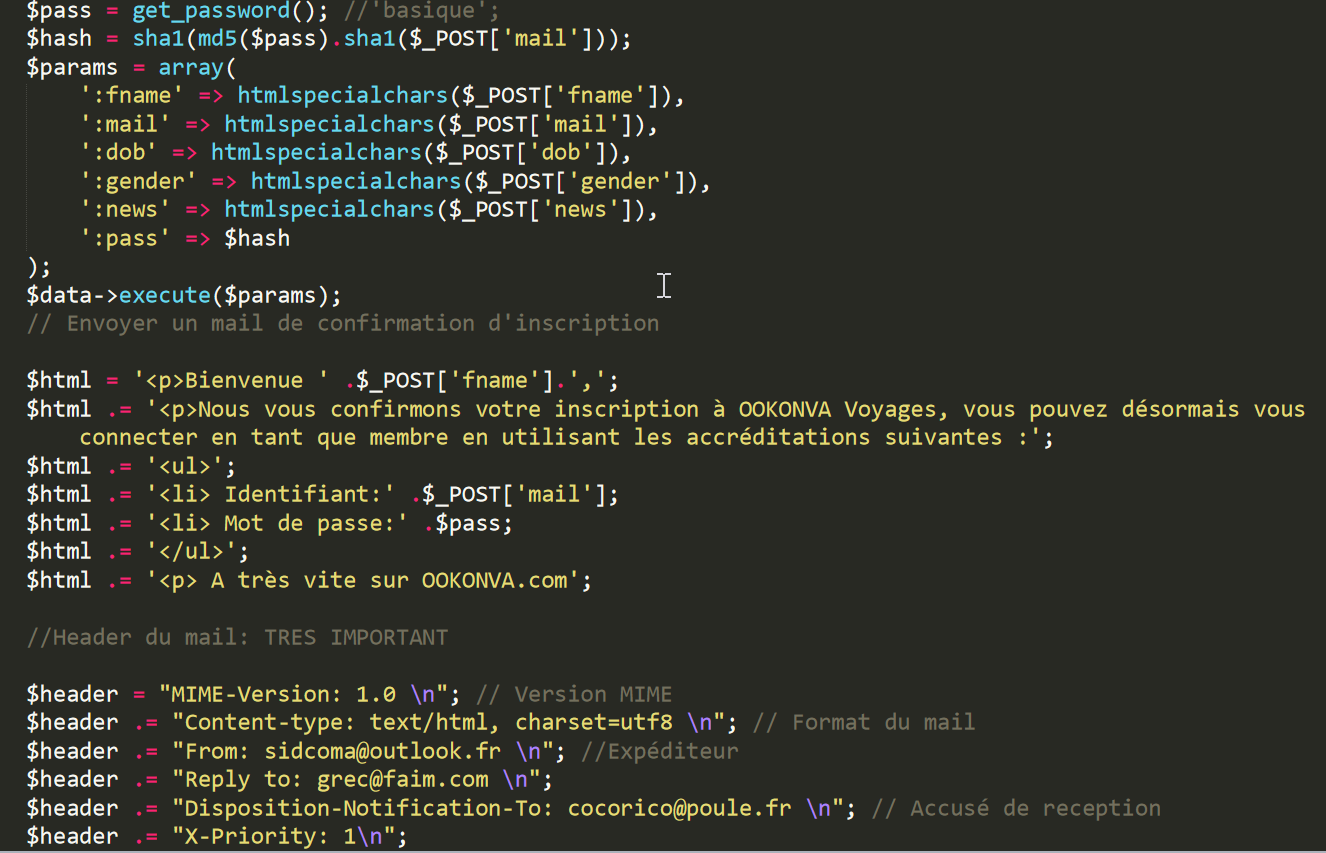 $pass = get_password(); //'basique';
$hash = sha1(md5($pass).sha1($_POST['mail']));
$params = array(
':fname' => htmlspecialchars($_POST['fname']),
':mail' => htmlspecialchars($_POST['mail']),
':dob' => htmlspecialchars($_POST['dob']),
':gender' => htmlspecialchars($_POST['gender']),
':news' => htmlspecialchars($_POST['news']),
':pass' => $hash
);
$data->execute($params);
// Envoyer un mail de confirmation d'inscription
$html = '<p>Bienvenue ' .$_POST['fname'].',';
$html .= '<p>Nous vous confirmons votre inscription à OOKONVA Voyages, vous pouvez désormais vous
connecter en tant que membre en utilisant les accréditations suivantes :';
$html .= '<ul>';
$html .= '<li> Identifiant:' .$_POST['mail'];
$html .= '<li> Mot de passe:' .$pass;
$html .= '</ul>';
$html .= '<p> A très vite sur OOKONVA.com';
//Header du mail: TRES IMPORTANT
$header = "MIME-Version: 1.0 \n"; // Version MIME
$header .= "Content-type: text/html, charset=utf8 \n"; // Format du mail
$header .= "From: sidcoma@outlook.fr \n"; //Expéditeur
$header .= "Reply to: grec@faim.com \n";
$header .= "Disposition-Notification-To: cocorico@poule.fr \n"; // Accusé de reception
$header .= "X-Priority: 1\n";